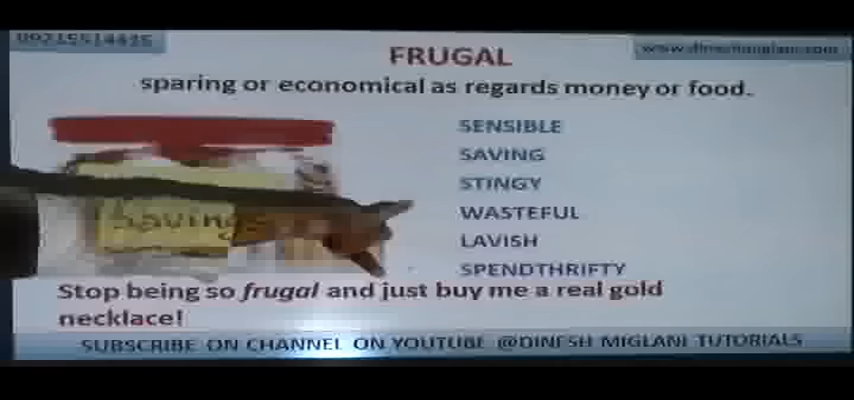 FRUGAL
sparing or economical as regards money or food.
SENSIBLE
SAVING
STINGY
WASTEFUL
LAVISH
SPENDTHRIFTY
Savings
Stop being so frugal and just buy me a real gold
necklace!
SUBSCRIBE ON CHANNEL ON YOUTUBE @DINESH MIGLANI TUTORIALS